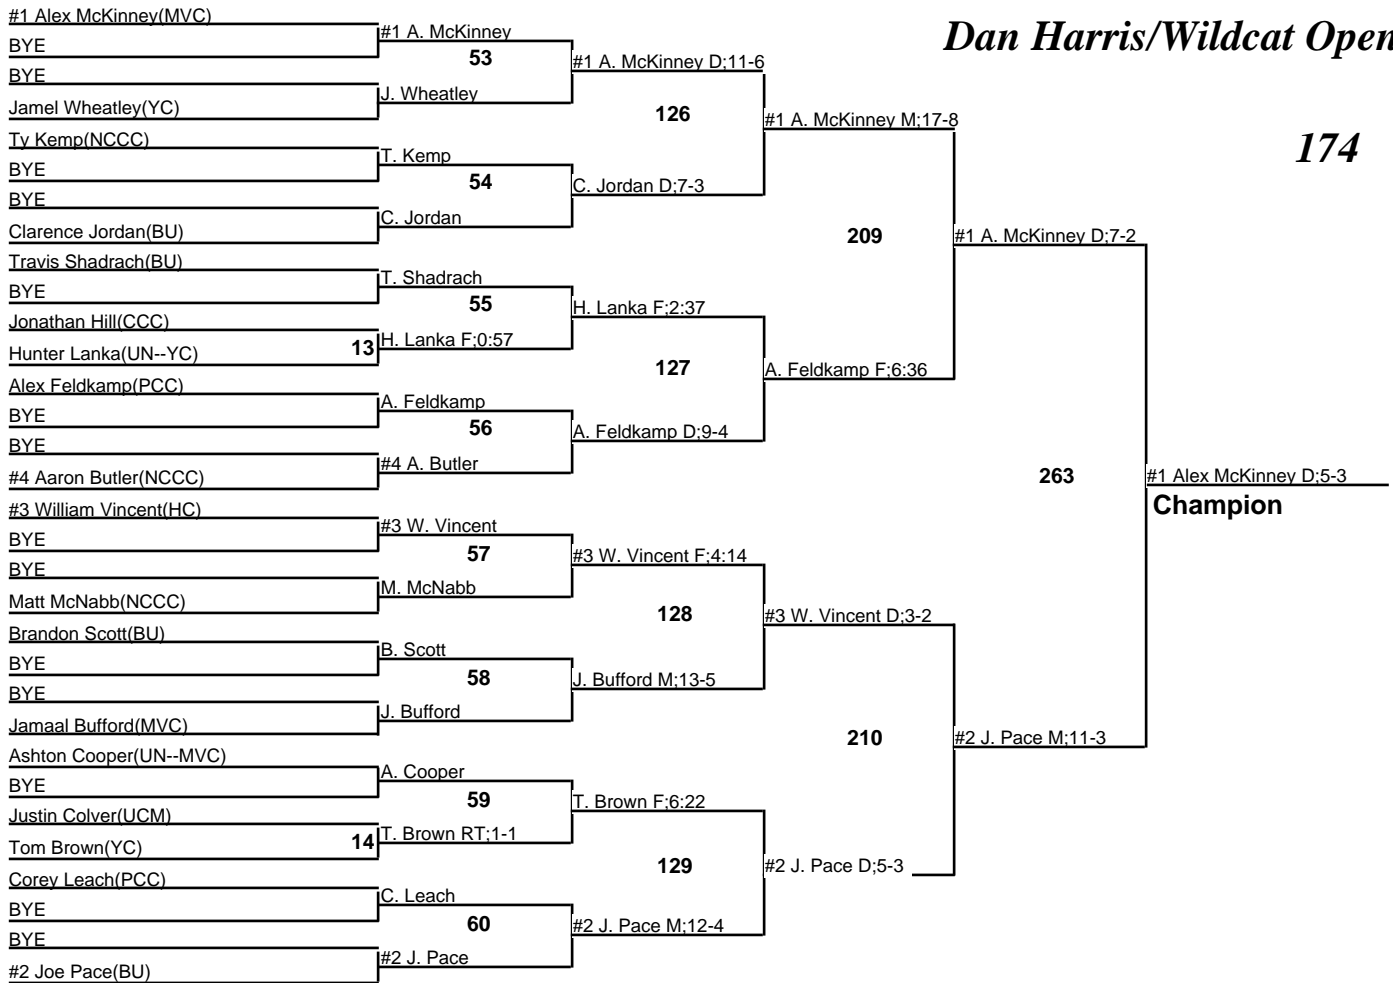 Dan Harris/Wildcat Open
174
#1 Alex McKinney(MVC)
BYE
BYE
Jamel Wheatley(YC)
Ty Kemp(NCCC)
BYE
BYE
Clarence Jordan(BU)
Travis Shadrach(BU)
BYE
Jonathan Hill(CCC)
Hunter Lanka(UN--YC)
13
Alex Feldkamp(PCC)
BYE
BYE
#4 Aaron Butler(NCCC)
#3 William Vincent(HC)
BYE
BYE
Matt McNabb(NCCC)
Brandon Scott(BU)
BYE
BYE
Jamaal Bufford(MVC)
Ashton Cooper(UN--MVC)
BYE
Justin Colver(UCM)
Tom Brown(YC)
14
Corey Leach(PCC)
BYE
BYE
#2 Joe Pace(BU)
#1 A. McKinney
53
J. Wheatley
T. Kemp
54
C. Jordan
T. Shadrach
55
H. Lanka F;0:57
A. Feldkamp
56
#4 A. Butler
#3 W. Vincent
57
M. McNabb
B. Scott
58
J. Bufford
A. Cooper
59
T. Brown RT;1-1
C. Leach
60
#2 J. Pace
#1 A. McKinney D;11-6
126
C. Jordan D;7-3
H. Lanka F;2:37
127
A. Feldkamp D;9-4
#3 W. Vincent F;4:14
128
J. Bufford M;13-5
T. Brown F;6:22
129
#2 J. Pace M;12-4
#1 A. McKinney M;17-8
209
A. Feldkamp F;6:36
#3 W. Vincent D;3-2
210
#2 J. Pace D;5-3
#1 A. McKinney D;7-2
263
#2 J. Pace M;11-3
#1 Alex McKinney D;5-3
Champion